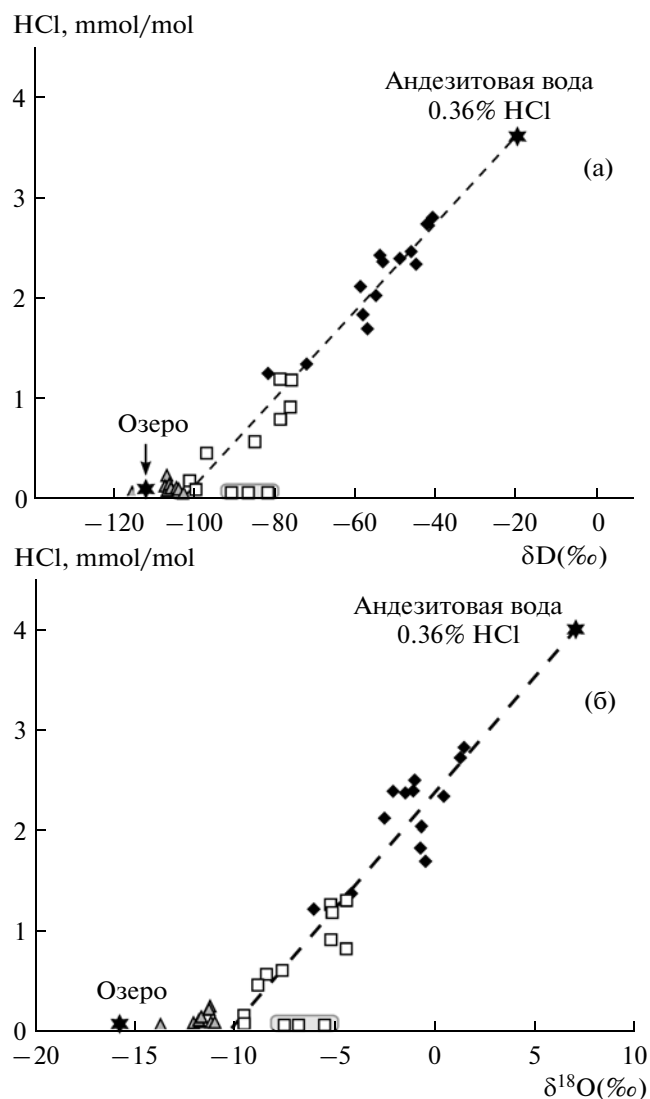 HCl, mmol/mol
Андезитовая вода
0.36% HCl
(а)
4
3
2
1
0
Озеро
−120 −100 −80 −60 −40 −20 0
δD(‰)
HCl, mmol/mol
Андезитовая вода
0.36% HCl
(б)
4
3
2
1
0
Озеро
−20 −15 −10 −5 0 5 10
δ¹⁸O(‰)